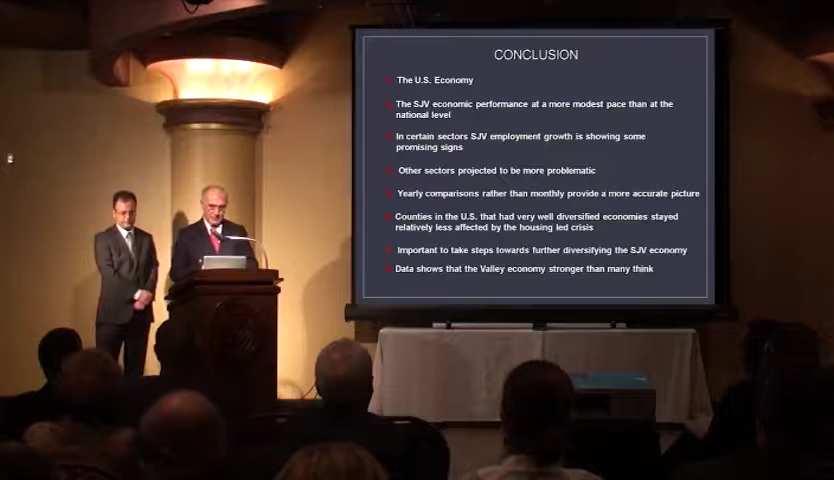 CONCLUSION
The U.S. Economy
The SJV economic performance at a more modest pace than at the
national level
In certain sectors SJV employment growth is showing some
promising signs
Other sectors projected to be more problematic
Yearly comparisons rather than monthly provide a more accurate picture
Counties in the U.S. that had very well diversified economies stayed
relatively less affected by the housing led crisis
Important to take steps towards further diversifying the SJV economy
Data shows that the Valley economy stronger than many think